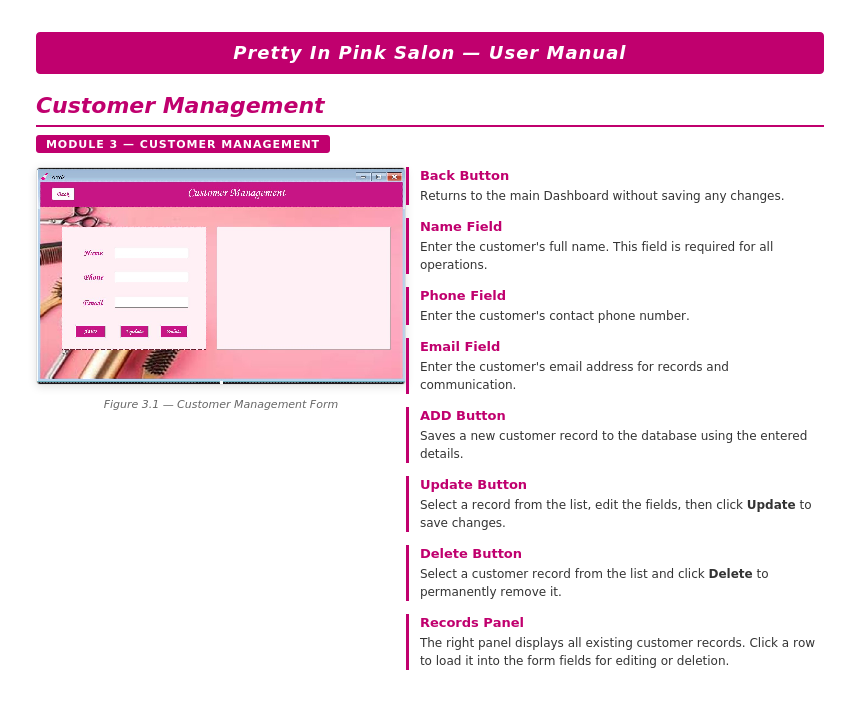 Pretty In Pink Salon — User Manual
Customer Management
MODULE 3 — CUSTOMER MANAGEMENT
Back
Customer Management
Name
Phone
Email
ADD
Update
Delete
Figure 3.1 — Customer Management Form
Back Button
Returns to the main Dashboard without saving any changes.
Name Field
Enter the customer's full name. This field is required for all
operations.
Phone Field
Enter the customer's contact phone number.
Email Field
Enter the customer's email address for records and
communication.
ADD Button
Saves a new customer record to the database using the entered
details.
Update Button
Select a record from the list, edit the fields, then click Update to
save changes.
Delete Button
Select a customer record from the list and click Delete to
permanently remove it.
Records Panel
The right panel displays all existing customer records. Click a row
to load it into the form fields for editing or deletion.